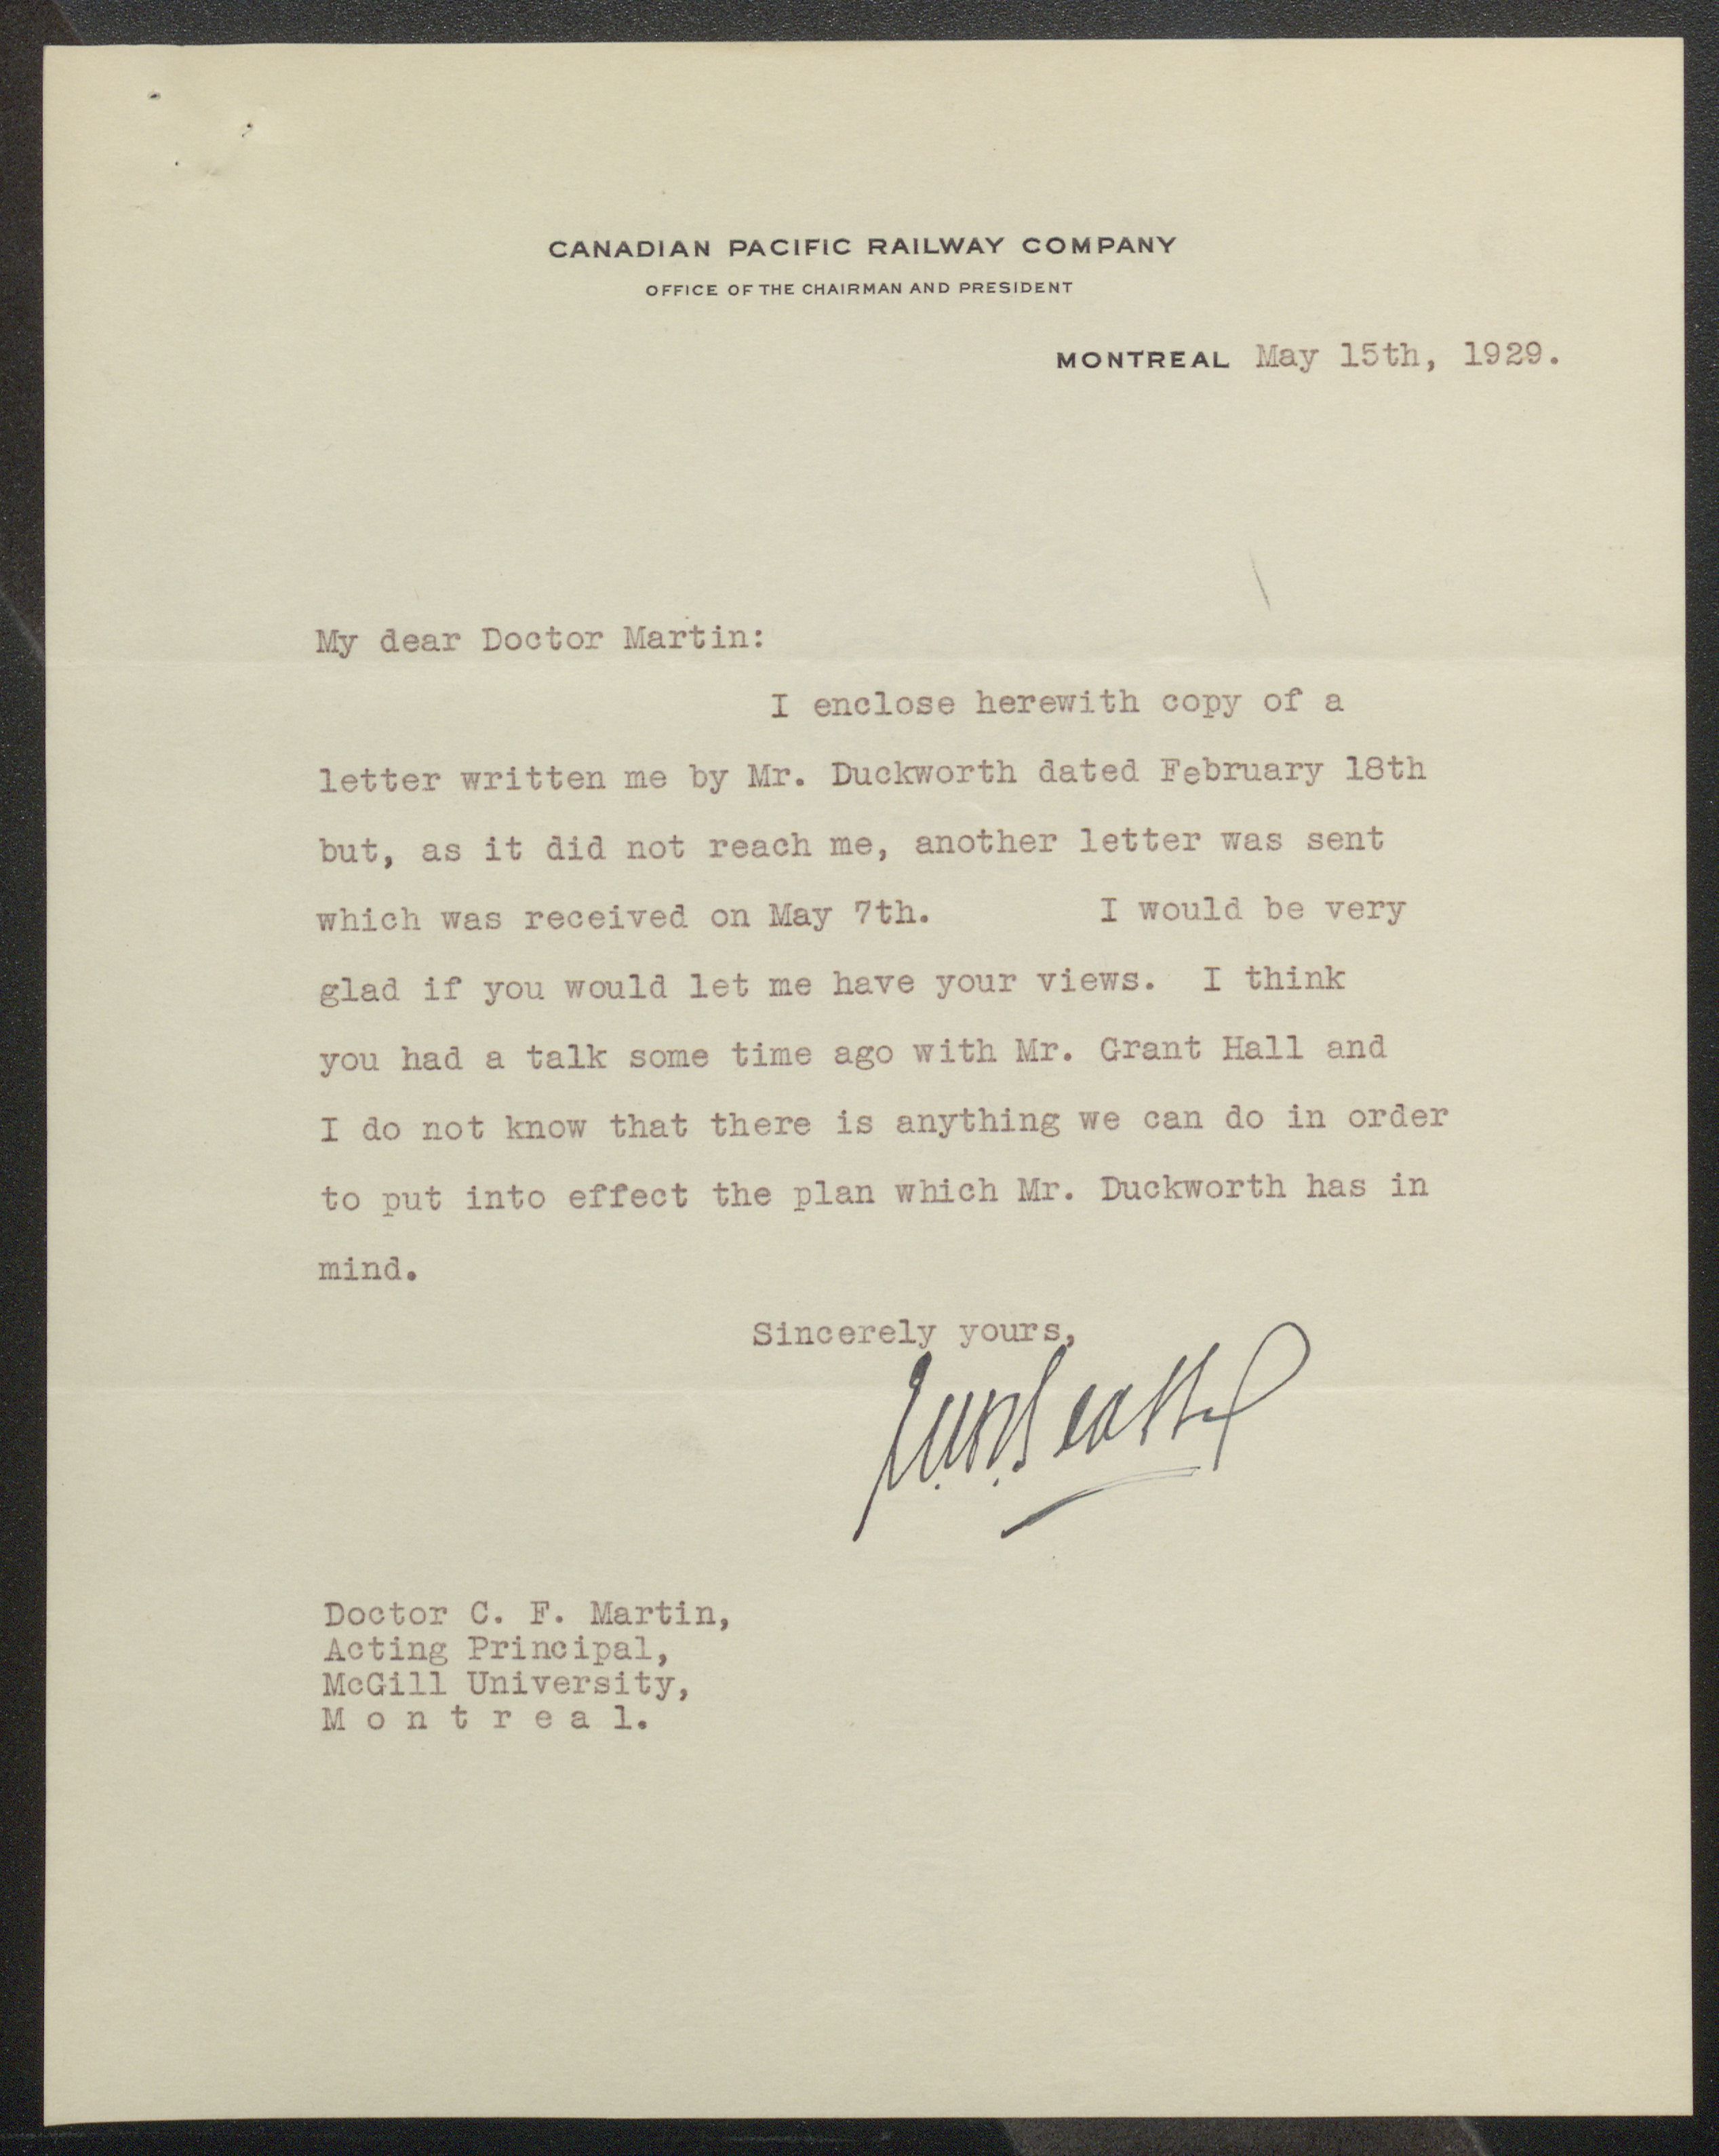 CANADIAN PACIFIC RAILWAY COMPANY
OFFICE OF THE CHAIRMAN AND PRESIDENT
MONTREAL May 15th, 1929.
My dear Doctor Martin:
I enclose herewith copy of a
letter written me by Mr. Duckworth dated February 18th
but, as it did not reach me, another letter was sent
which was received on May 7th. I would be very
glad if you would let me have your views. I think
you had a talk some time ago with Mr. Grant Hall and
I do not know that there is anything we can do in order
to put into effect the plan which Mr. Duckworth has in
mind.
Sincerely yours,
E.W. Beatty
Doctor C. F. Martin,
Acting Principal,
McGill University,
M o n t r e a l.